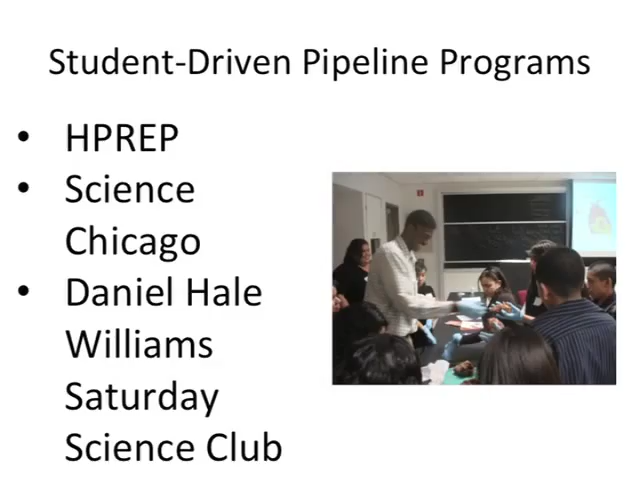 Student-Driven Pipeline Programs
• HPREP
• Science
Chicago
• Daniel Hale
Williams
Saturday
Science Club